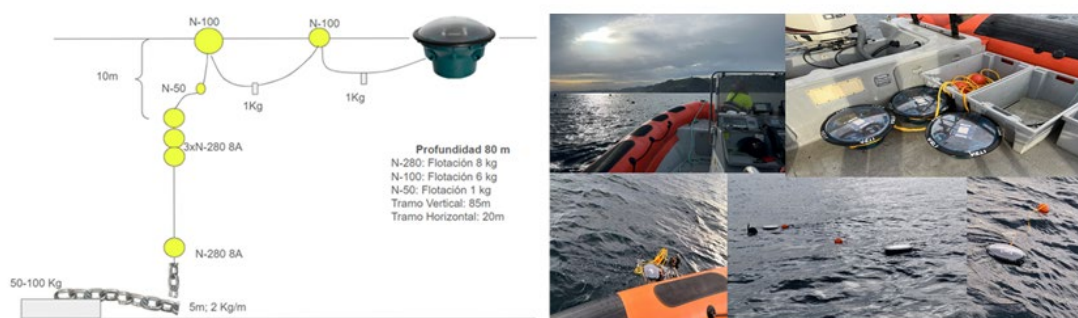 N-100
N-100
10m
N-50
1Kg
1Kg
3xN-280 8A
Profundidad 80 m
N-280: Flotación 8 kg
N-100: Flotación 6 kg
N-50: Flotación 1 kg
Tramo Vertical: 85m
Tramo Horizontal: 20m
N-280 8A
50-100 Kg
5m; 2 Kg/m